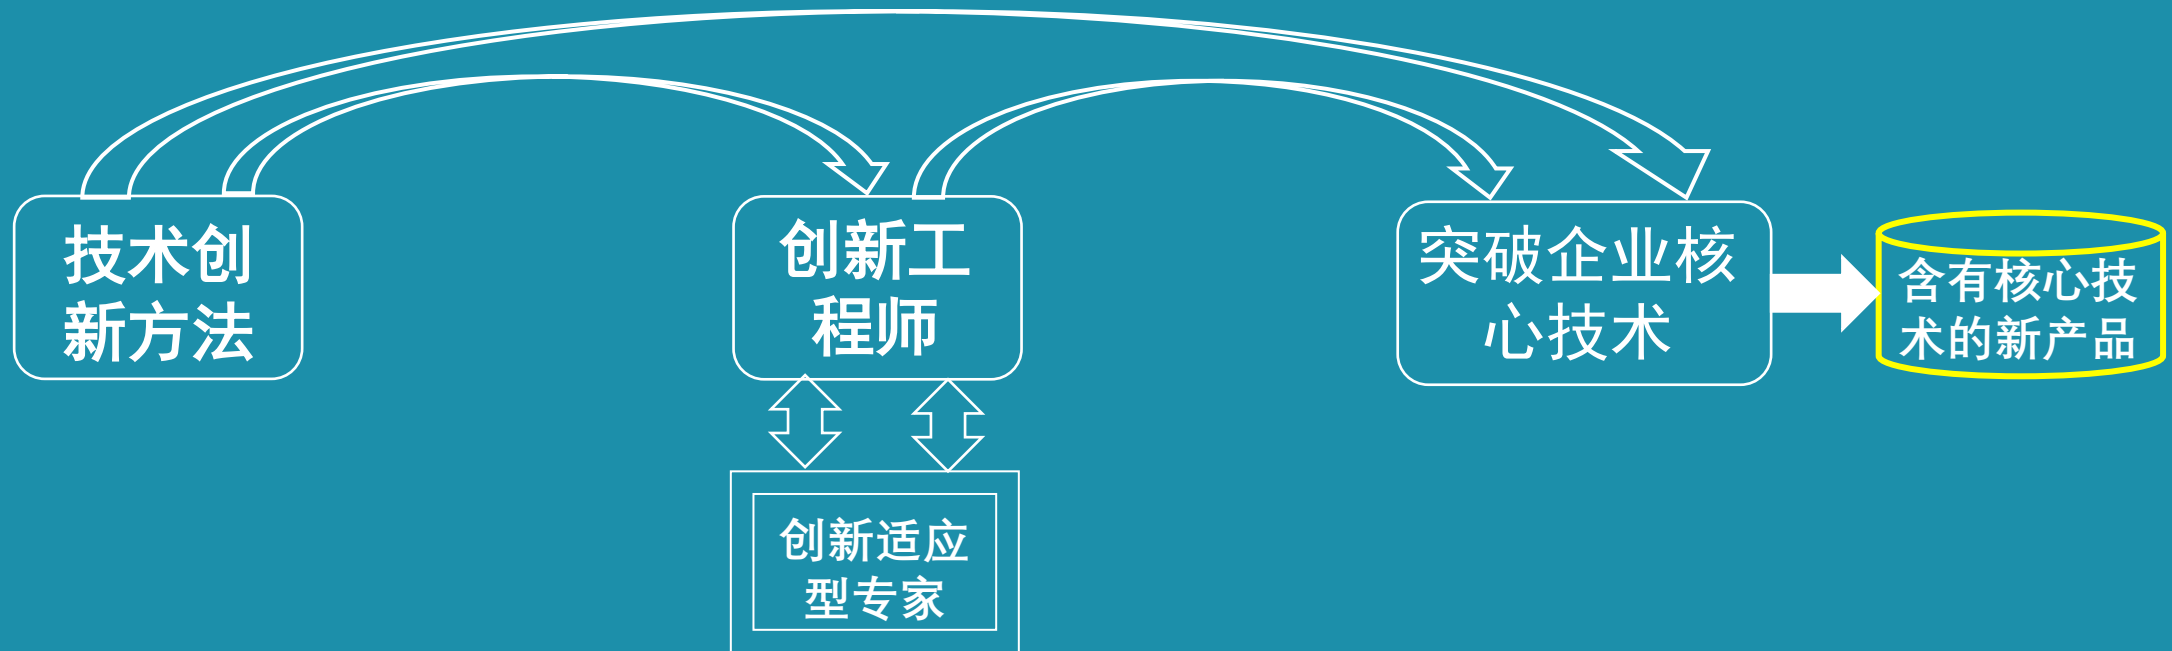 技术创
新方法
创新工
程师
突破企业核
心技术
含有核心技
术的新产品
创新适应
型专家